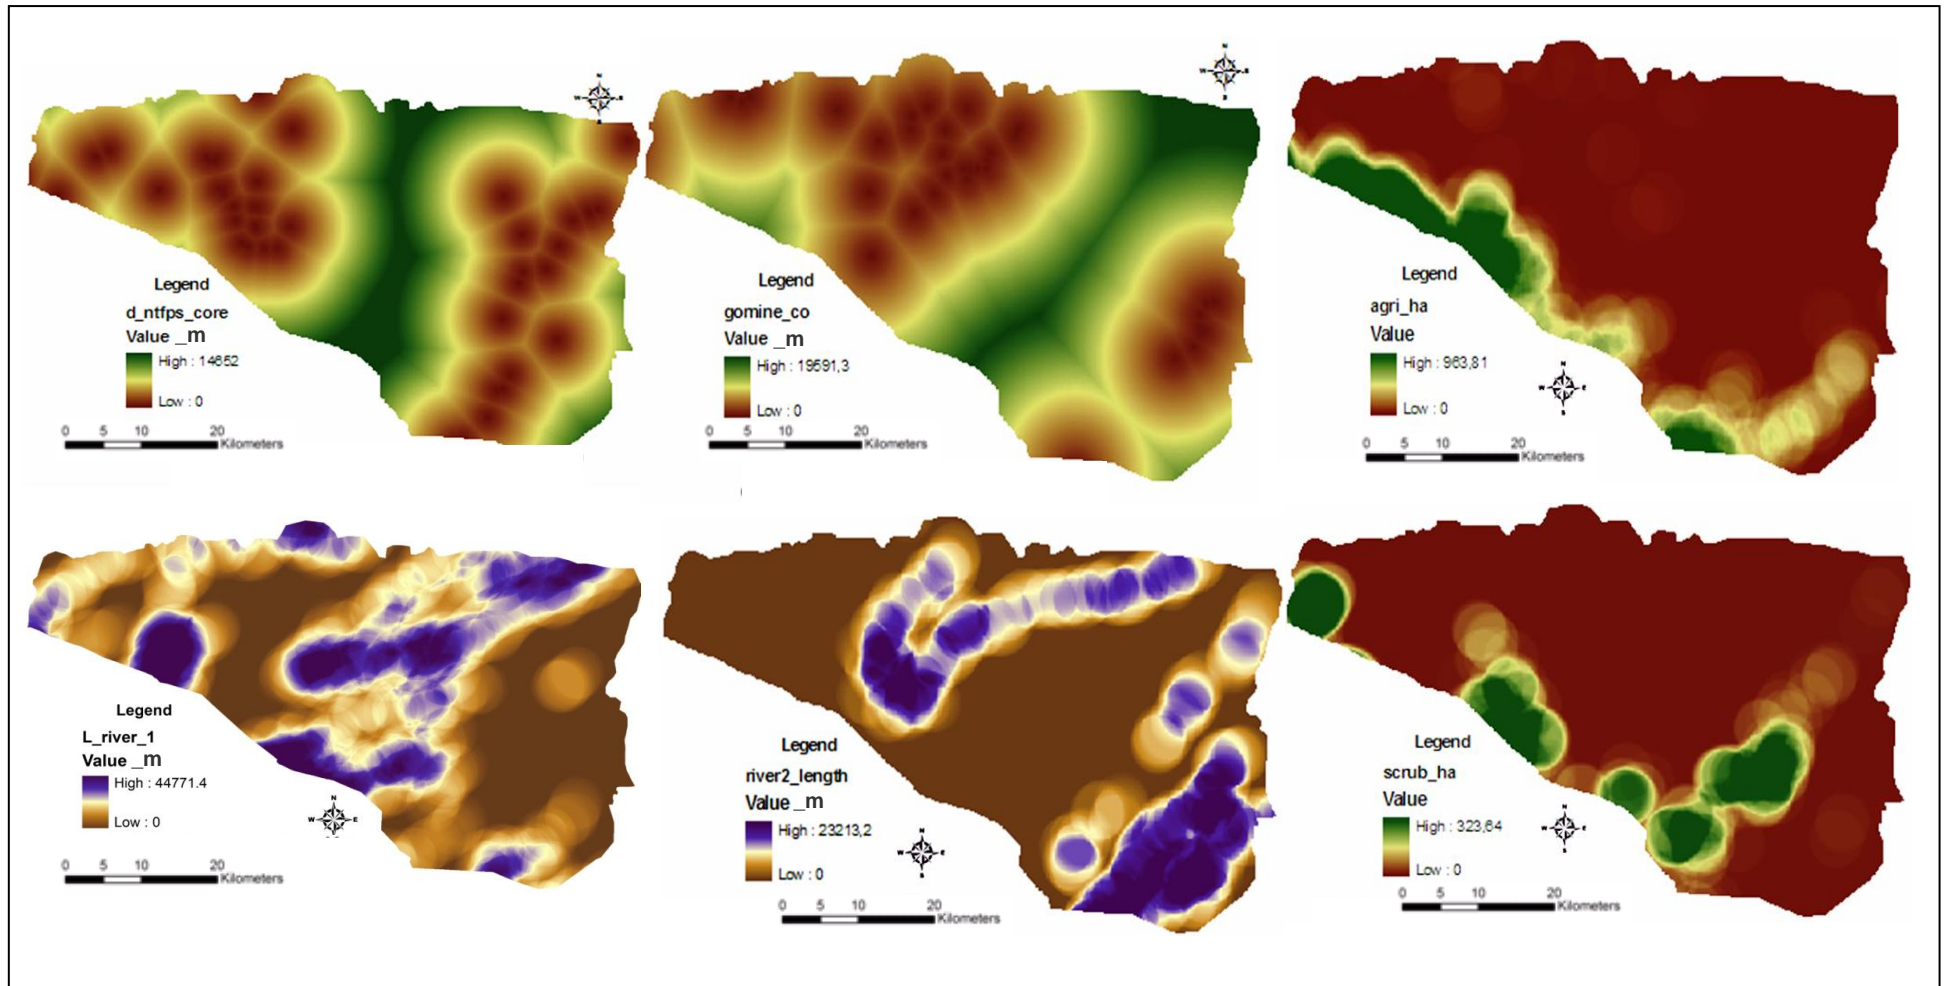 N
W E
S
Legend
d_ntfps_core
Value _m
High : 14652
Low : 0
0 5 10 20
Kilometers
N
W E
S
Legend
gomine_co
Value _m
High : 19591,3
Low : 0
0 5 10 20
Kilometers
Legend
agri_ha
Value
High : 963,81
Low : 0
N
W E
S
0 5 10 20
Kilometers
Legend
L_river_1
Value _m
High : 44771.4
Low : 0
N
W E
0 5 10 20
Kilometers
Legend
river2_length
Value _m
High : 23213,2
Low : 0
N
W E
S
0 5 10 20
Kilometers
Legend
scrub_ha
Value
High : 323,64
Low : 0
N
W E
S
0 5 10 20
Kilometers